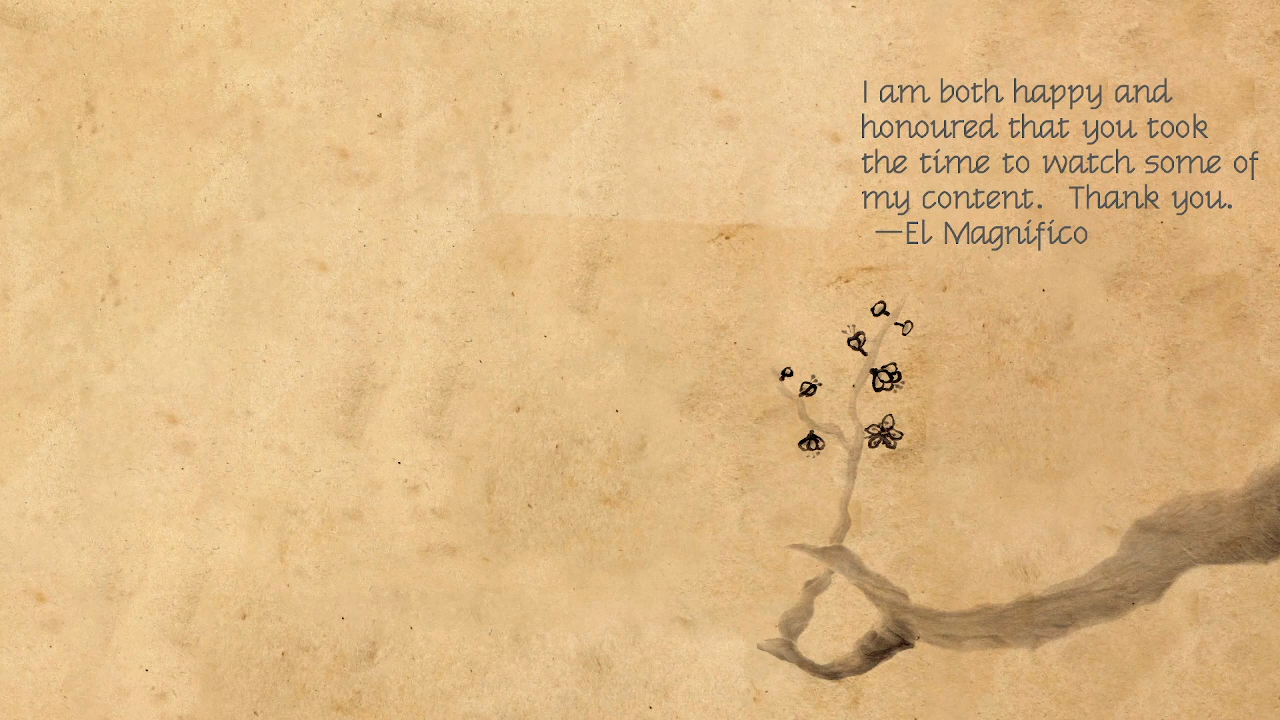 I am both happy and
honoured that you took
the time to watch some of
my content.  Thank you.
—El Magnifico